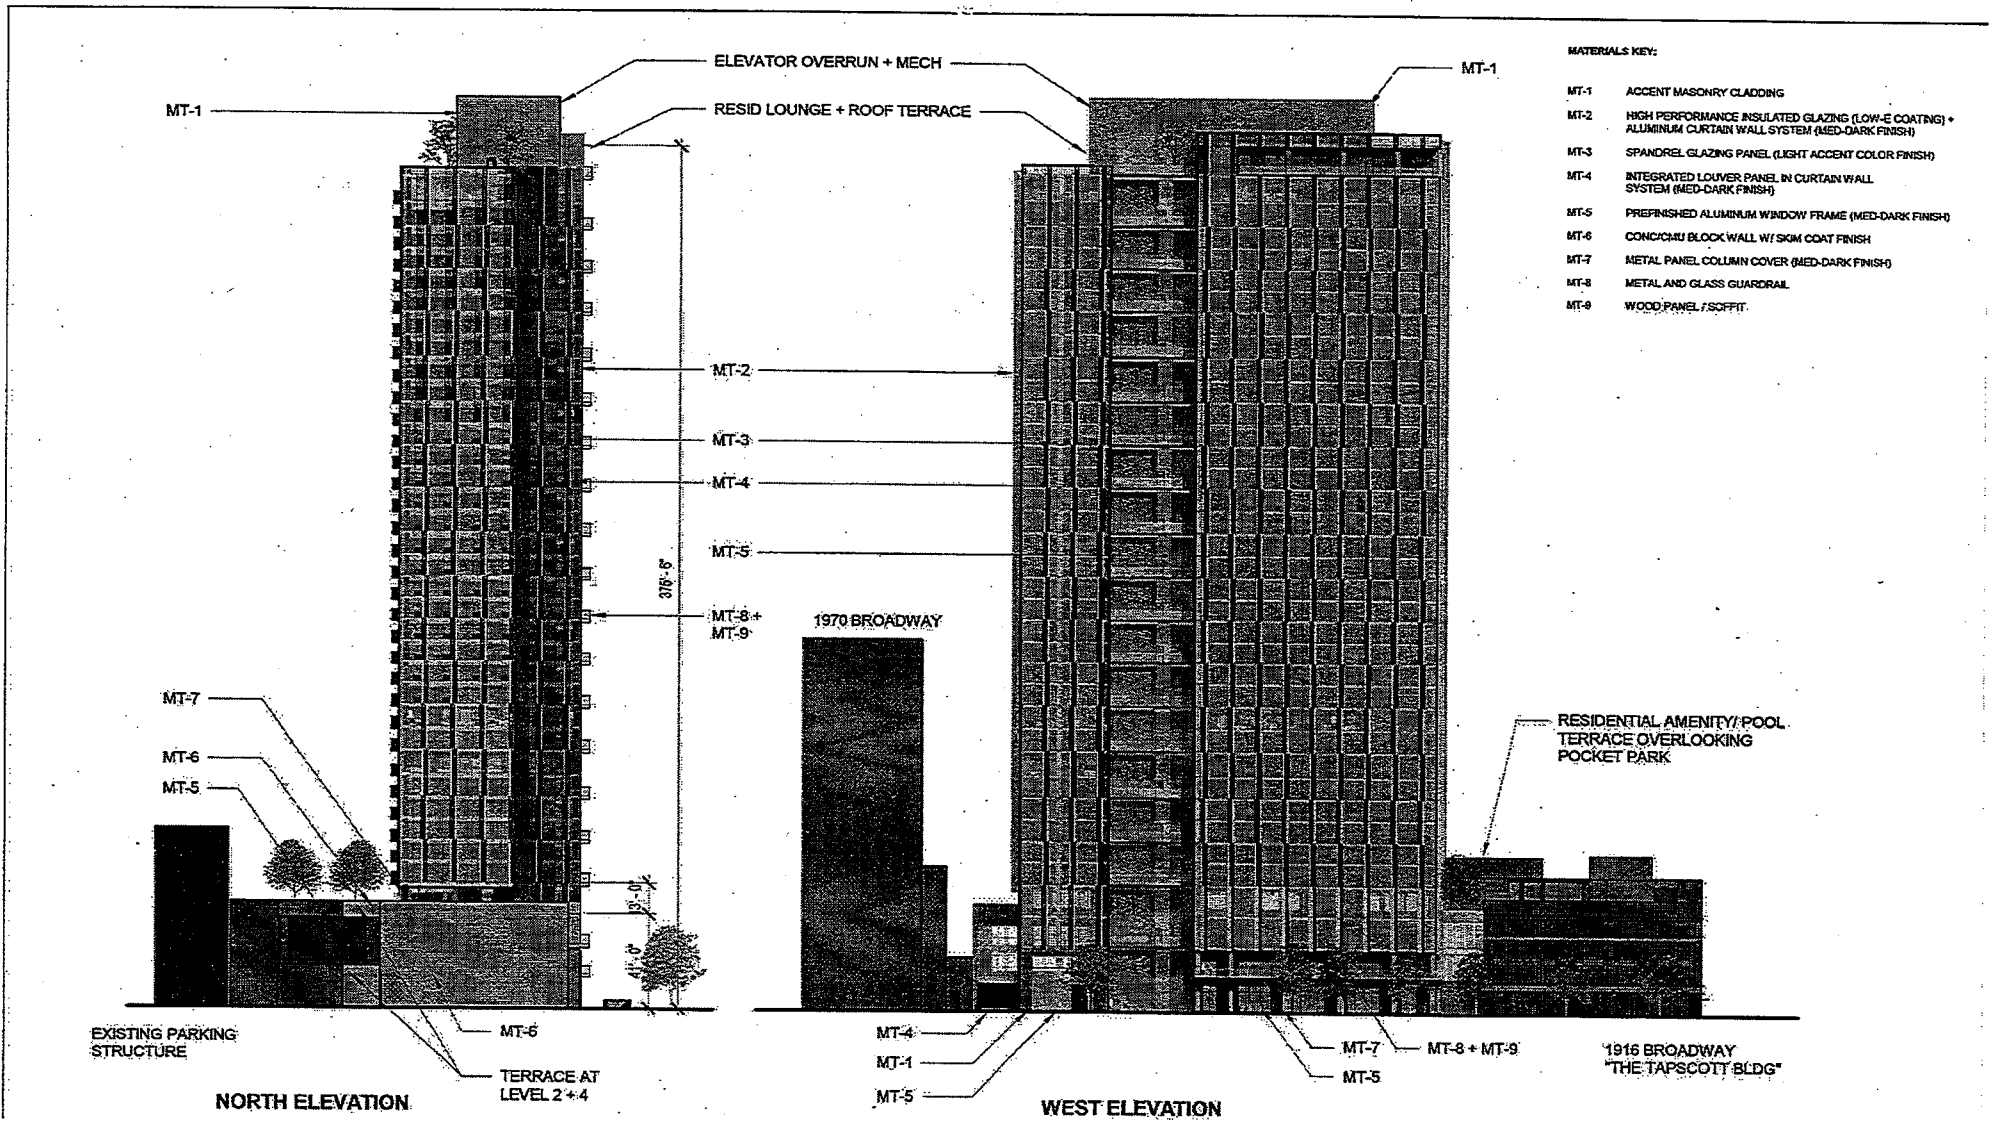 ELEVATOR OVERRUN + MECH
RESID LOUNGE + ROOF TERRACE
MT-1
MT-1
MATERIALS KEY:
MT-1 ACCENT MASONRY CLADDING
MT-2 HIGH PERFORMANCE INSULATED GLAZING (LOW-E COATING) +
ALUMINUM CURTAIN WALL SYSTEM (MED-DARK FINISH)
MT-3 SPANDREL GLAZING PANEL (LIGHT ACCENT COLOR FINISH)
MT-4 INTEGRATED LOUVER PANEL IN CURTAIN WALL
SYSTEM (MED-DARK FINISH)
MT-5 PREFINISHED ALUMINUM WINDOW FRAME (MED-DARK FINISH)
MT-6 CONC/CMU BLOCK WALL W/ SKIM COAT FINISH
MT-7 METAL PANEL COLUMN COVER (MED-DARK FINISH)
MT-8 METAL AND GLASS GUARDRAIL
MT-9 WOOD PANEL / SOFFIT
MT-2
MT-3
MT-4
MT-5
MT-8 +
MT-9
1970 BROADWAY
MT-7
MT-6
MT-5
RESIDENTIAL AMENITY/ POOL
TERRACE OVERLOOKING
POCKET PARK
EXISTING PARKING
STRUCTURE
MT-6
TERRACE AT
LEVEL 2 + 4
NORTH ELEVATION
MT-4
MT-1
MT-5
MT-7
MT-5
MT-8 + MT-9
1916 BROADWAY
"THE TAPSCOTT BLDG"
WEST ELEVATION